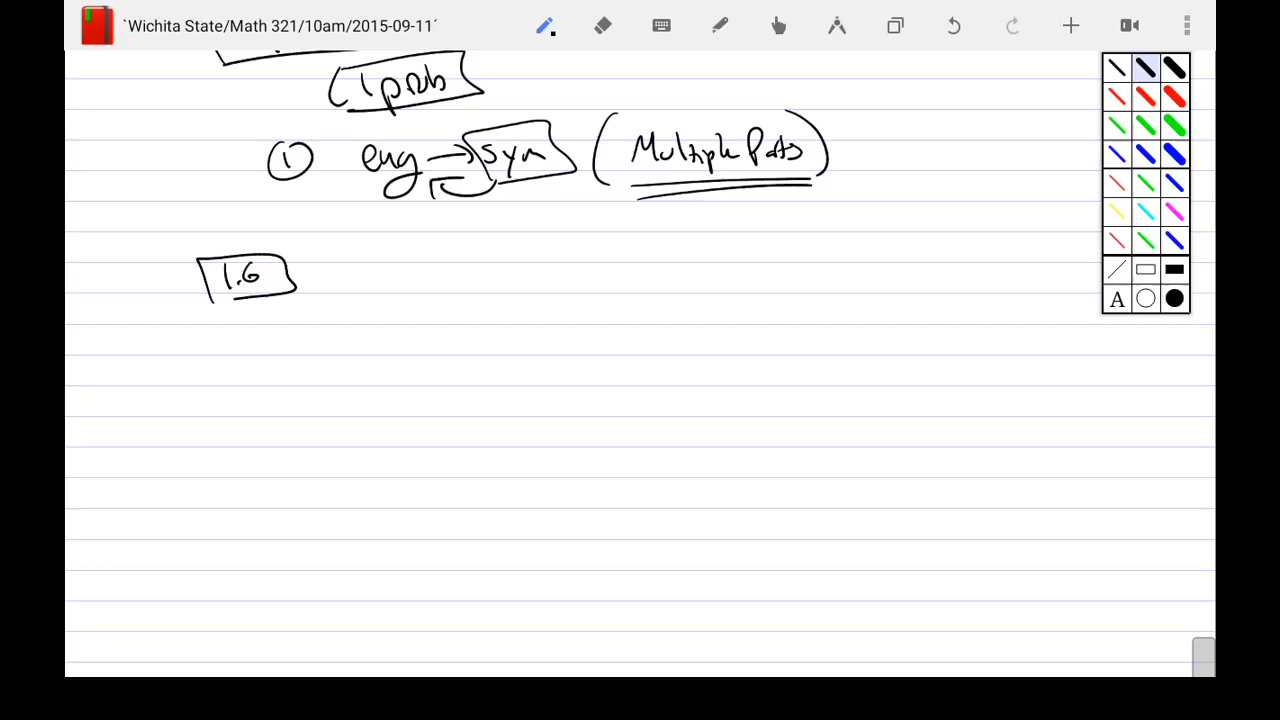 `Wichita State/Math 321/10am/2015-09-11´
(1 prob
① eng → sym (Multiple Parts)
1.6
A